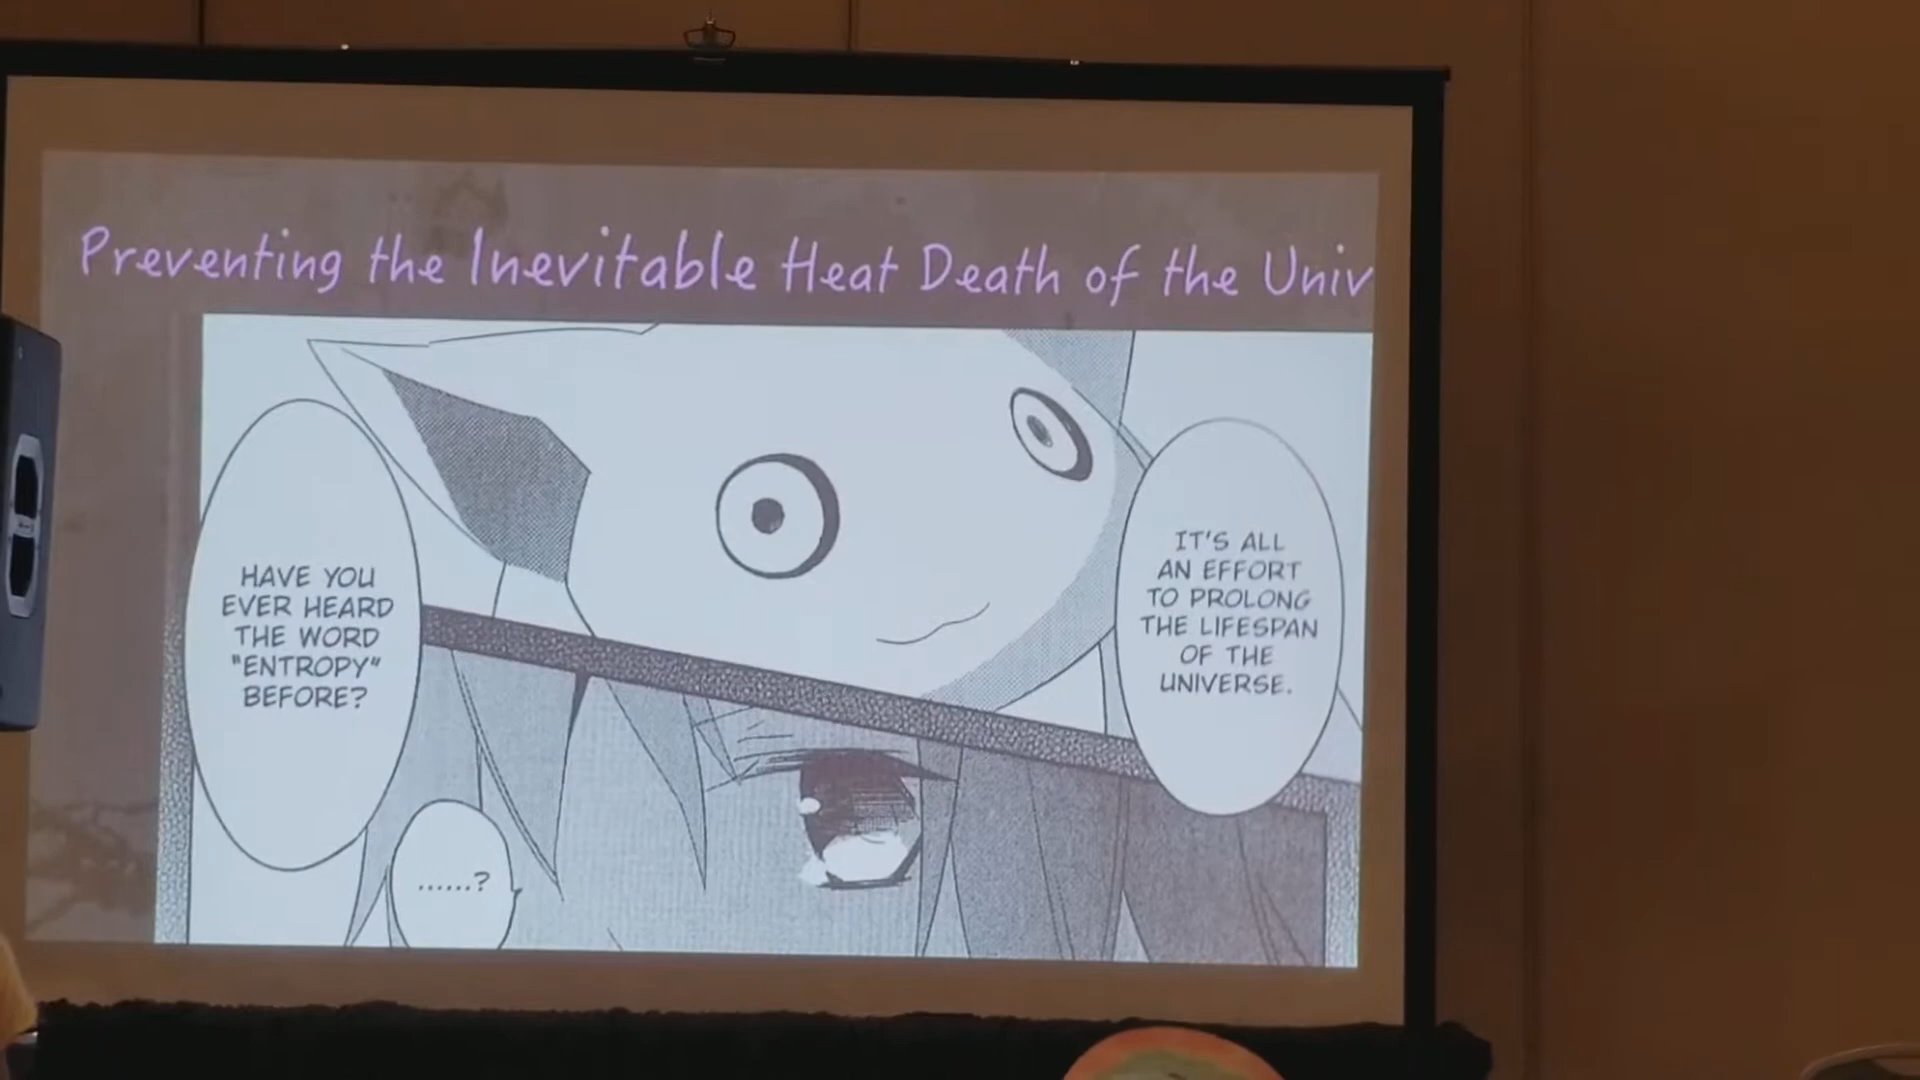 Preventing the Inevitable Heat Death of the Univ
HAVE YOU
EVER HEARD
THE WORD
"ENTROPY"
BEFORE?
IT'S ALL
AN EFFORT
TO PROLONG
THE LIFESPAN
OF THE
UNIVERSE.
......?